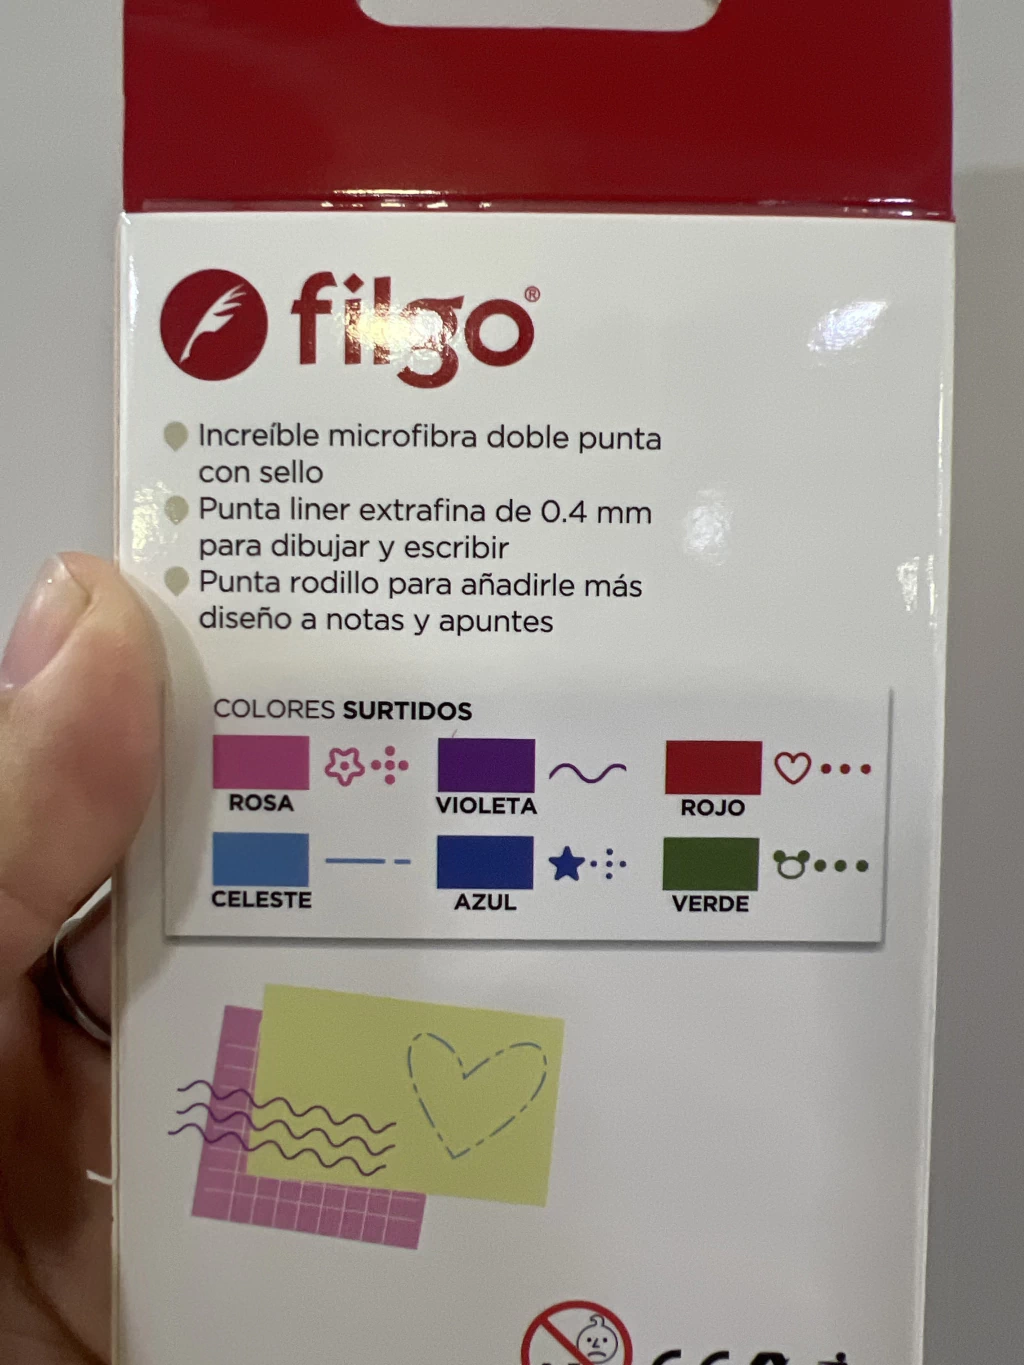 filgo®
Increíble microfibra doble punta
con sello
Punta liner extrafina de 0.4 mm
para dibujar y escribir
Punta rodillo para añadirle más
diseño a notas y apuntes
COLORES SURTIDOS
ROSA VIOLETA ROJO
CELESTE AZUL VERDE